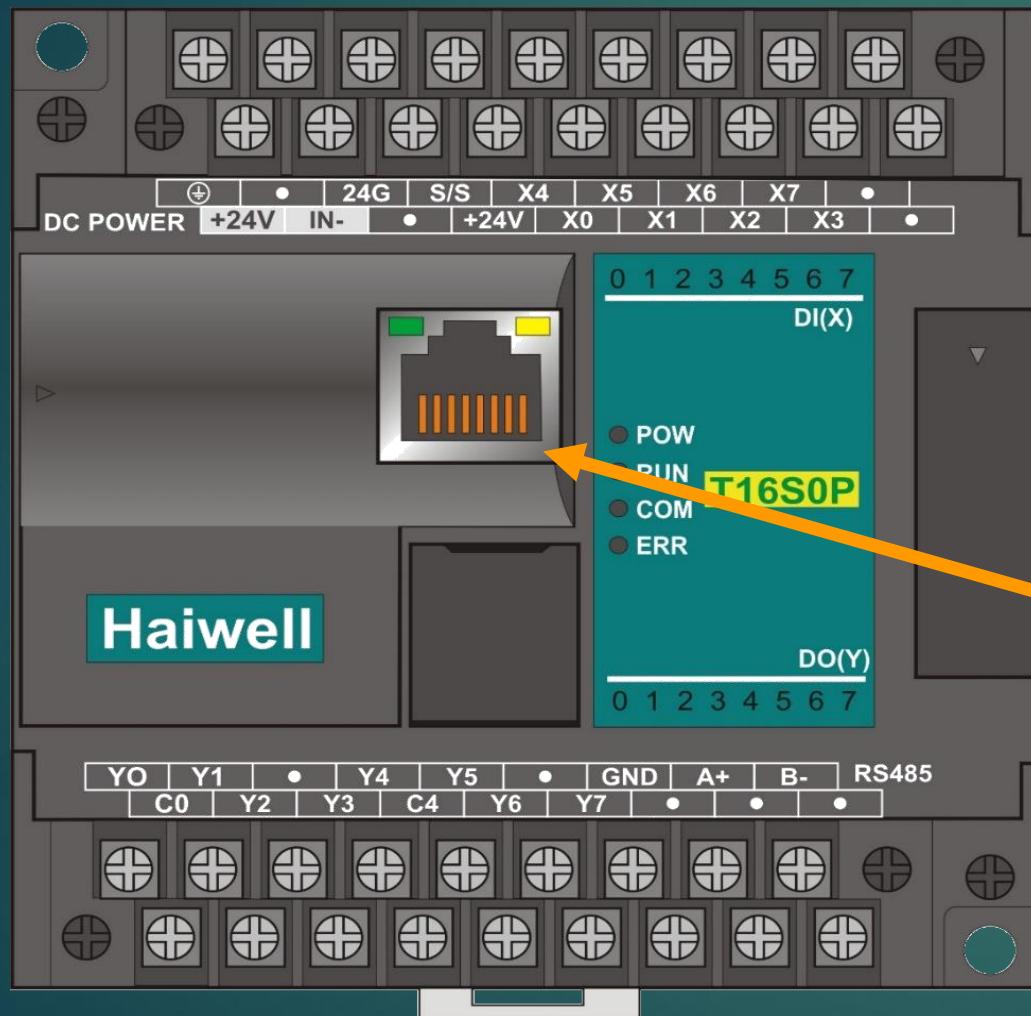 ⏚ • 24G S/S X4 X5 X6 X7 •
DC POWER +24V IN- • +24V X0 X1 X2 X3 •
0 1 2 3 4 5 6 7
DI(X)
POW
RUN
T16S0P
COM
ERR
Haiwell
DO(Y)
0 1 2 3 4 5 6 7
YO Y1 • Y4 Y5 • GND A+ B- RS485
C0 Y2 Y3 C4 Y6 Y7 • • •